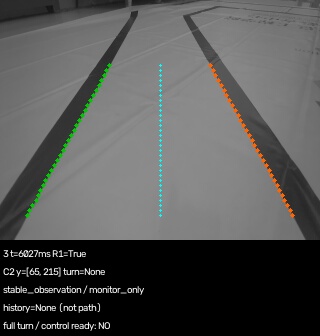 3 t=6027ms R1=True
C2 y=[65, 215] turn=None
stable_observation / monitor_only
history=None (not path)
full turn / control ready: NO